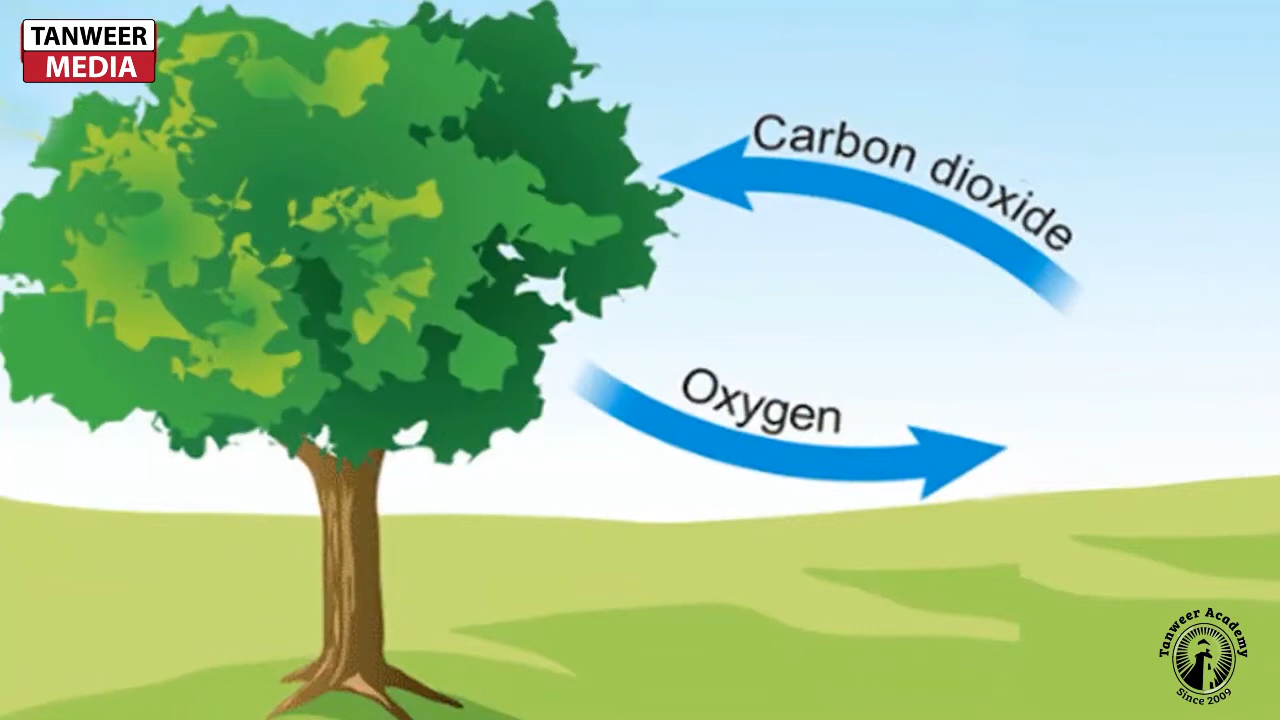 TANWEER
MEDIA
Carbon dioxide
Oxygen
Tanweer Academy
Since 2009